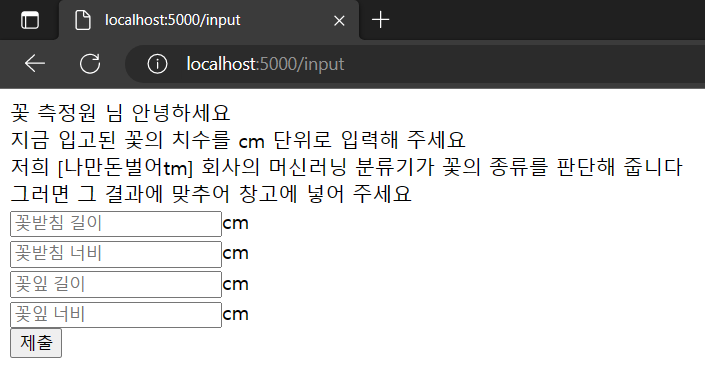 localhost:5000/input
localhost:5000/input
꽃 측정원 님 안녕하세요
지금 입고된 꽃의 치수를 cm 단위로 입력해 주세요
저희 [나만돈벌어tm] 회사의 머신러닝 분류기가 꽃의 종류를 판단해 줍니다
그러면 그 결과에 맞추어 창고에 넣어 주세요
꽃받침 길이 cm
꽃받침 너비 cm
꽃잎 길이 cm
꽃잎 너비 cm
제출